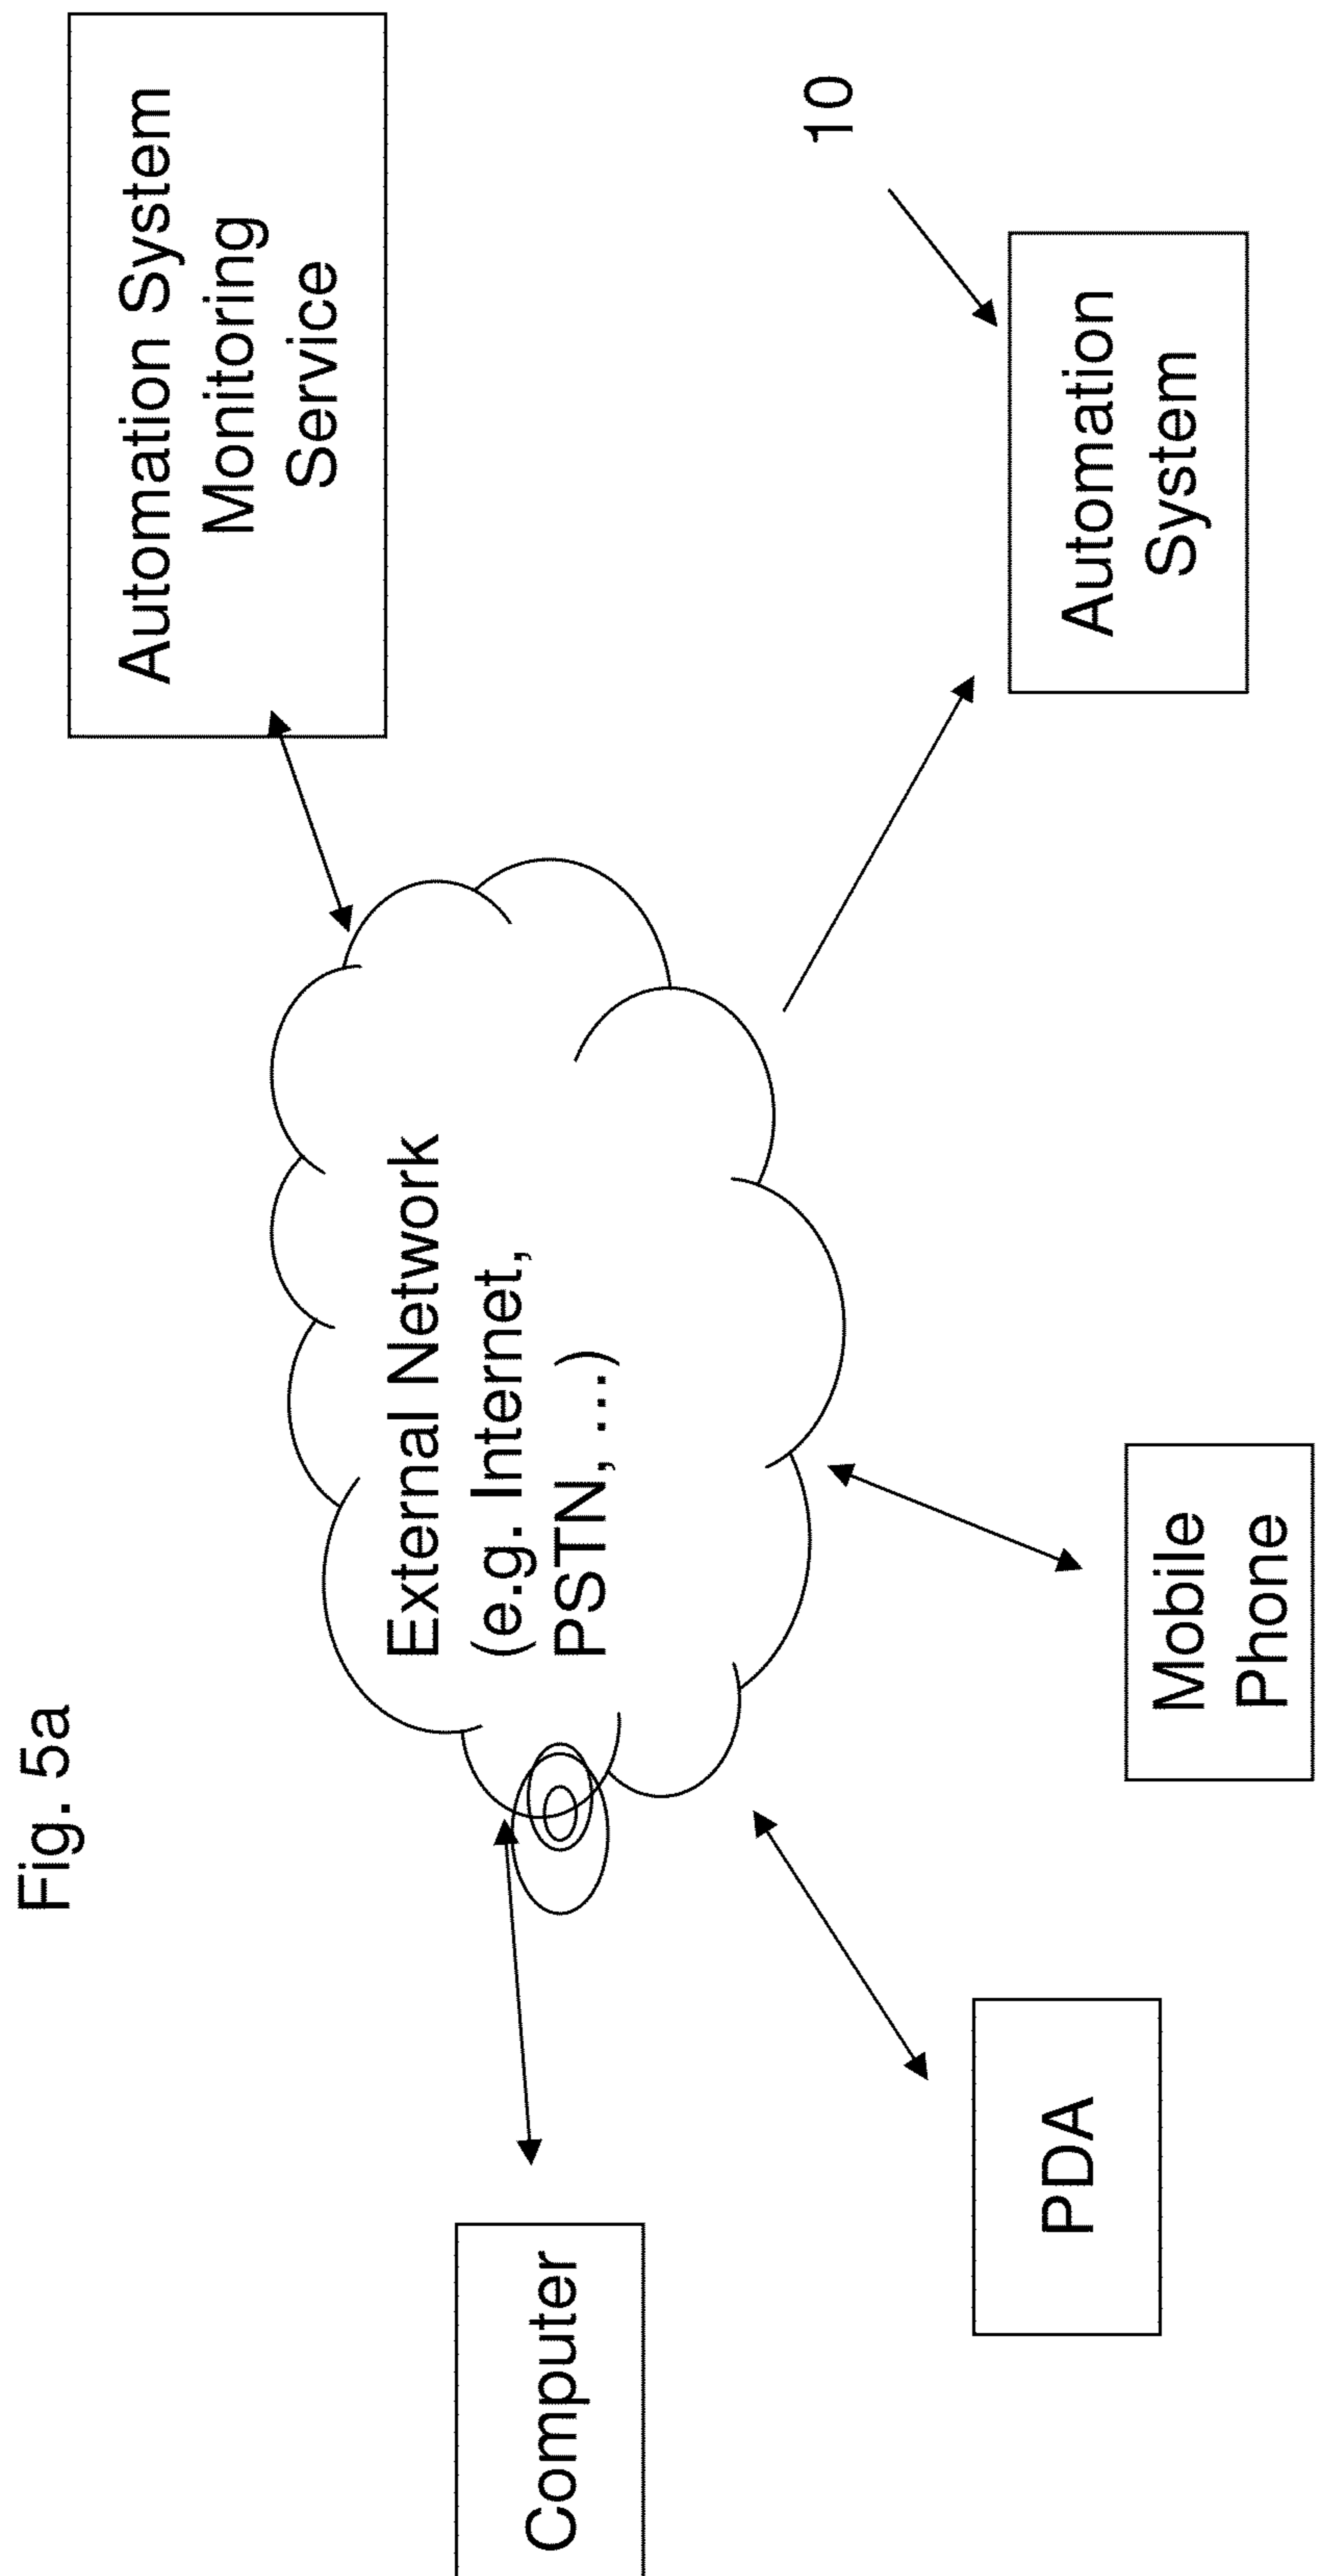 Fig. 5a
Automation System
Monitoring
Service
External Network
(e.g. Internet,
PSTN, …)
Computer
10
Automation
System
PDA
Mobile
Phone